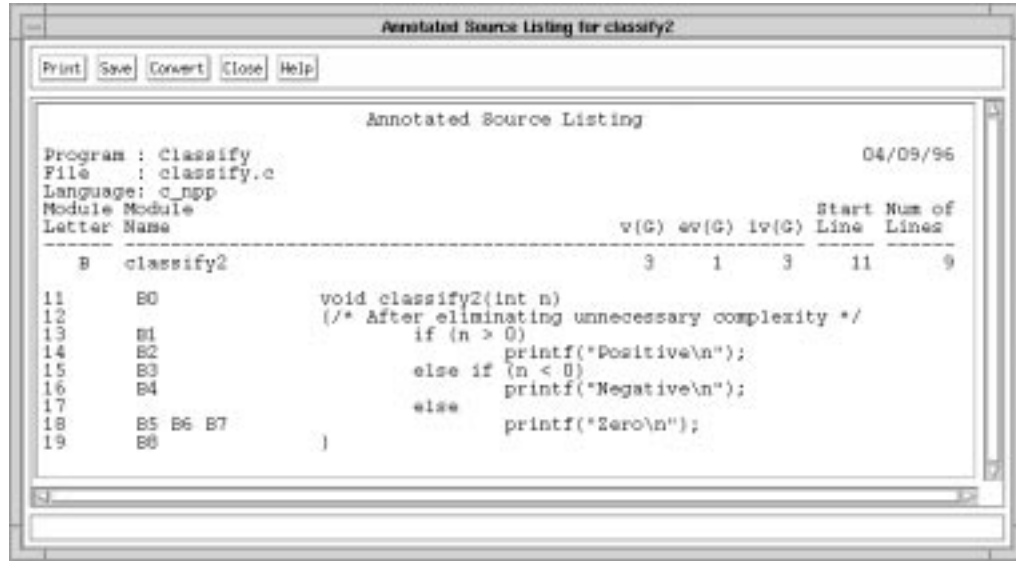 Annotated Source Listing for classify2
Print Save Convert Close Help
Annotated Source Listing
Program : Classify 04/09/96
File : classify.c
Language: c_npp
Module Module Start Num of
Letter Name v(G) ev(G) iv(G) Line Lines
B classify2 3 1 3 11 9
11 B0 void classify2(int n)
12 {/* After eliminating unnecessary complexity */
13 B1 if (n > 0)
14 B2 printf("Positive\n");
15 B3 else if (n < 0)
16 B4 printf("Negative\n");
17 else
18 B5 B6 B7 printf("Zero\n");
19 B8 }